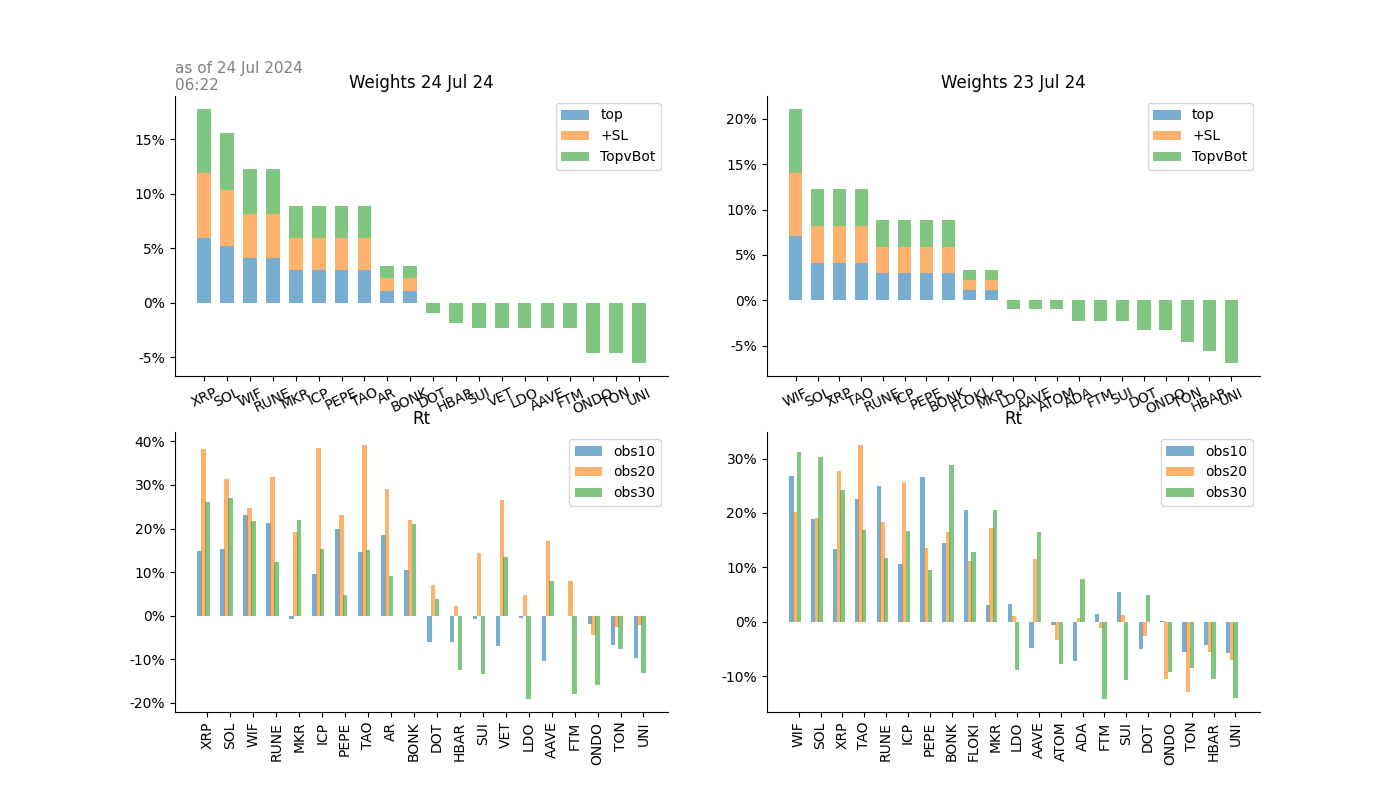 as of 24 Jul 2024
06:22
Weights 24 Jul 24
15%
10%
5%
0%
-5%
top
+SL
TopvBot
XRP SOL WIF RUNE MKR ICP PEPE TAO AR BONK DOT HBAR SUI VET LDO AAVE FTM ONDO TON UNI
Weights 23 Jul 24
20%
15%
10%
5%
0%
-5%
top
+SL
TopvBot
WIF SOL XRP TAO RUNE ICP PEPE BONK FLOKI MKR LDO AAVE ATOM ADA FTM SUI DOT ONDO TON HBAR UNI
Rt
40%
30%
20%
10%
0%
-10%
-20%
obs10
obs20
obs30
XRP SOL WIF RUNE MKR ICP PEPE TAO AR BONK DOT HBAR SUI VET LDO AAVE FTM ONDO TON UNI
Rt
30%
20%
10%
0%
-10%
obs10
obs20
obs30
WIF SOL XRP TAO RUNE ICP PEPE BONK FLOKI MKR LDO AAVE ATOM ADA FTM SUI DOT ONDO TON HBAR UNI